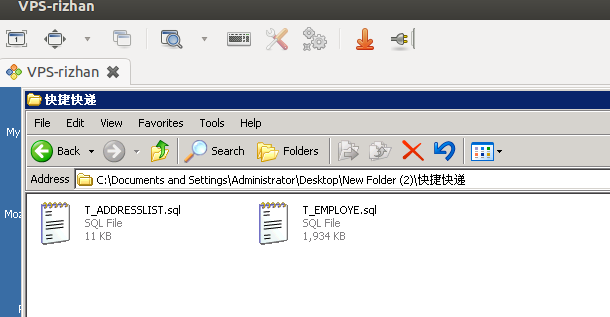 VPS-rizhan
VPS-rizhan
快捷快递
File Edit View Favorites Tools Help
Back Search Folders
Address C:\Documents and Settings\Administrator\Desktop\New Folder (2)\快捷快递
My
T_ADDRESSLIST.sql T_EMPLOYE.sql
SQL File SQL File
11 KB 1,934 KB
Moz